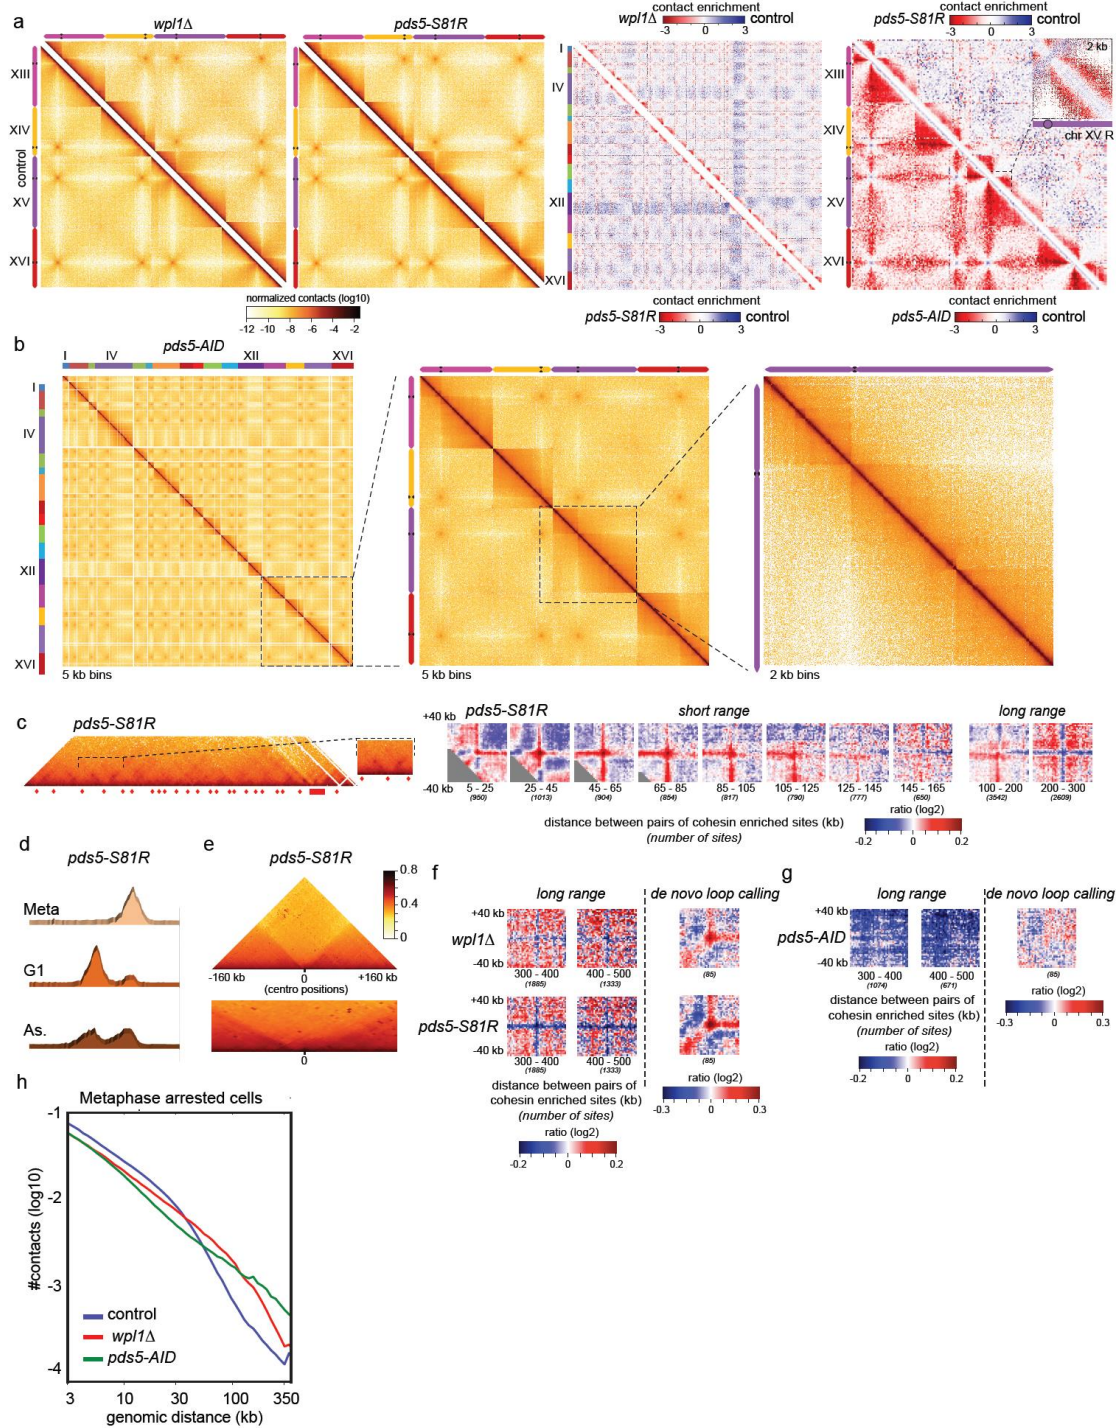 a
wpl1Δ
pds5-S81R
contact enrichment
wpl1Δ
control
-3 0 3
contact enrichment
pds5-S81R
control
-3 0 3
XIII
XIV
control
XV
XVI
I
IV
XII
XVI
XIII
XIV
XV
XVI
2 kb
chr XV R
normalized contacts (log10)
-12 -10 -8 -6 -4 -2
contact enrichment
pds5-S81R
control
-3 0 3
contact enrichment
pds5-AID
control
-3 0 3
b
pds5-AID
I IV XII XVI
I
IV
XII
XVI
5 kb bins
5 kb bins
2 kb bins
c
pds5-S81R
pds5-S81R
short range
long range
+40 kb
-40 kb
5 - 25
(950)
25 - 45
(1013)
45 - 65
(904)
65 - 85
(854)
85 - 105
(817)
105 - 125
(790)
125 - 145
(777)
145 - 165
(650)
100 - 200
(3542)
200 - 300
(2609)
distance between pairs of cohesin enriched sites (kb)
(number of sites)
ratio (log2)
-0.2 0 0.2
d
pds5-S81R
Meta
G1
As.
e
pds5-S81R
0.8
0.4
0
-160 kb 0 +160 kb
(centro positions)
0
f
long range
de novo loop calling
wpl1Δ
+40 kb
-40 kb
300 - 400
(1885)
400 - 500
(1333)
(85)
pds5-S81R
+40 kb
-40 kb
300 - 400
(1885)
400 - 500
(1333)
(85)
distance between pairs of
cohesin enriched sites (kb)
(number of sites)
ratio (log2)
-0.2 0 0.2
ratio (log2)
-0.3 0 0.3
g
long range
de novo loop calling
pds5-AID
+40 kb
-40 kb
300 - 400
(1074)
400 - 500
(671)
(85)
distance between pairs of
cohesin enriched sites (kb)
(number of sites)
ratio (log2)
-0.2 0 0.2
ratio (log2)
-0.3 0 0.3
h
Metaphase arrested cells
-1
-2
-3
-4
#contacts (log10)
control
wpl1Δ
pds5-AID
3 10 30 100 350
genomic distance (kb)